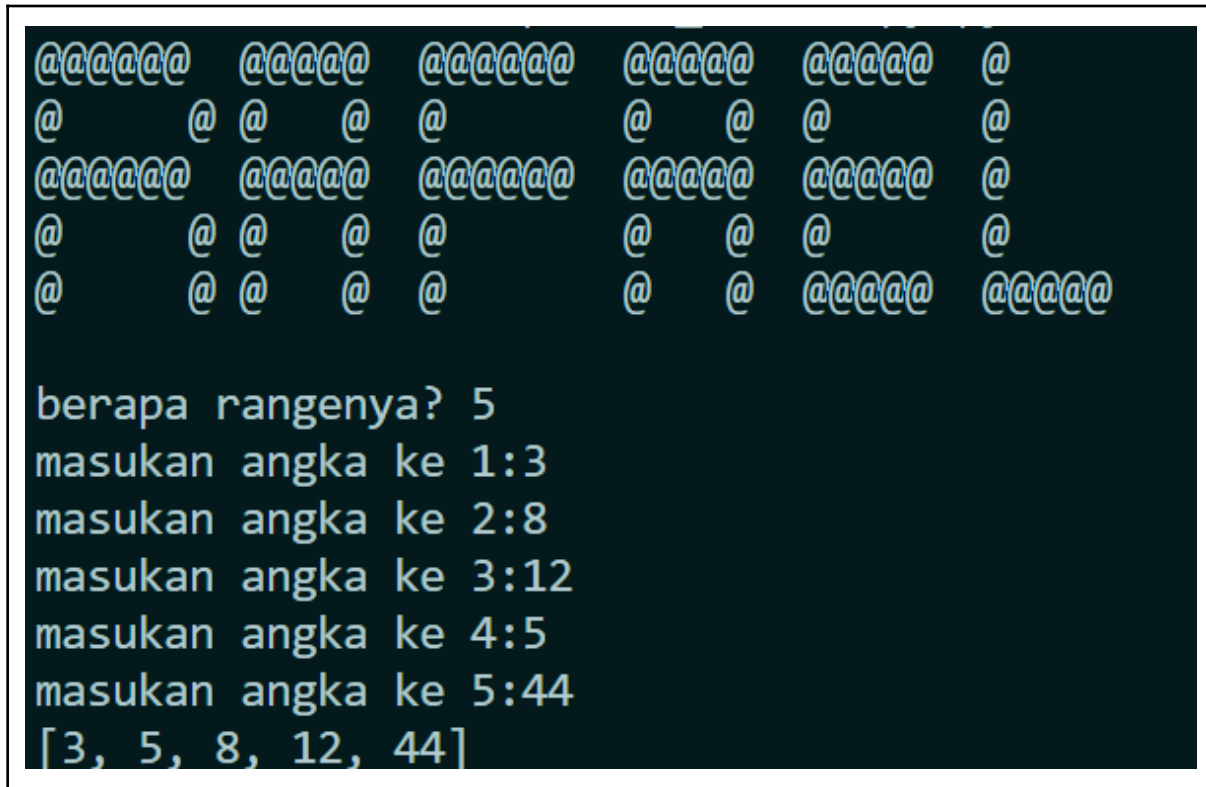 @@@@@@  @@@@@  @@@@@@  @@@@@  @@@@@  @
@     @ @   @  @       @   @  @      @
@@@@@@  @@@@@  @@@@@@  @@@@@  @@@@@  @
@     @ @   @  @       @   @  @      @
@     @ @   @  @       @   @  @@@@@  @@@@@

berapa rangenya? 5
masukan angka ke 1:3
masukan angka ke 2:8
masukan angka ke 3:12
masukan angka ke 4:5
masukan angka ke 5:44
[3, 5, 8, 12, 44]